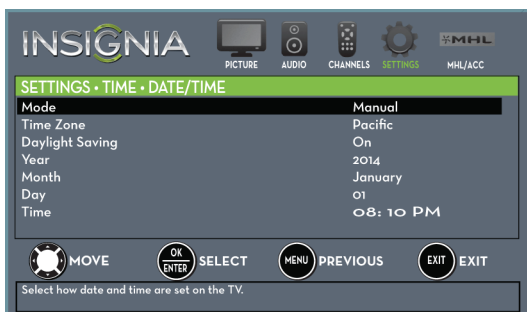 INSIGNIA
PICTURE AUDIO CHANNELS SETTINGS MHL MHL/ACC
SETTINGS • TIME • DATE/TIME
Mode Manual
Time Zone Pacific
Daylight Saving On
Year 2014
Month January
Day 01
Time 08: 10 PM
MOVE OK ENTER SELECT MENU PREVIOUS EXIT EXIT
Select how date and time are set on the TV.